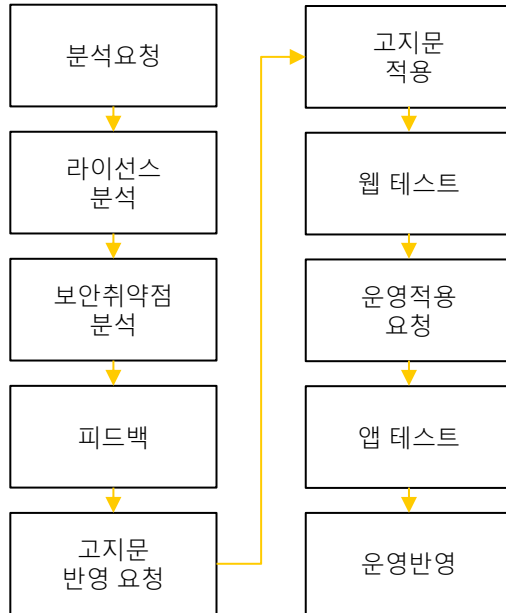 분석요청
라이선스
분석
보안취약점
분석
피드백
고지문
반영 요청
고지문
적용
웹 테스트
운영적용
요청
앱 테스트
운영반영